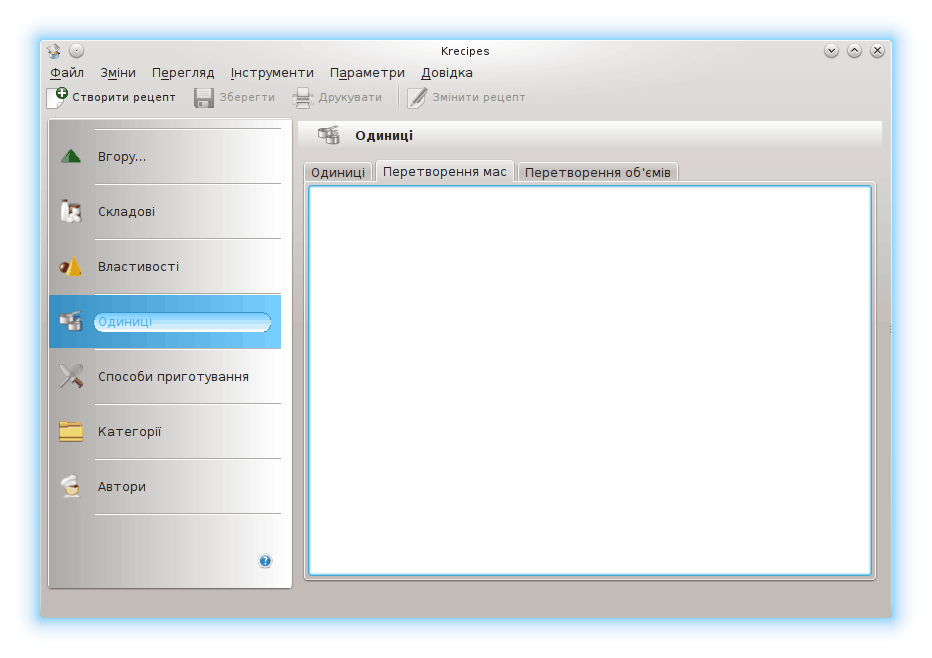 Krecipes
Файл Зміни Перегляд Інструменти Параметри Довідка
Створити рецепт Зберегти Друкувати Змінити рецепт
Вгору...
Складові
Властивості
Одиниці
Способи приготування
Категорії
Автори
?
Одиниці
Одиниці Перетворення мас Перетворення об'ємів